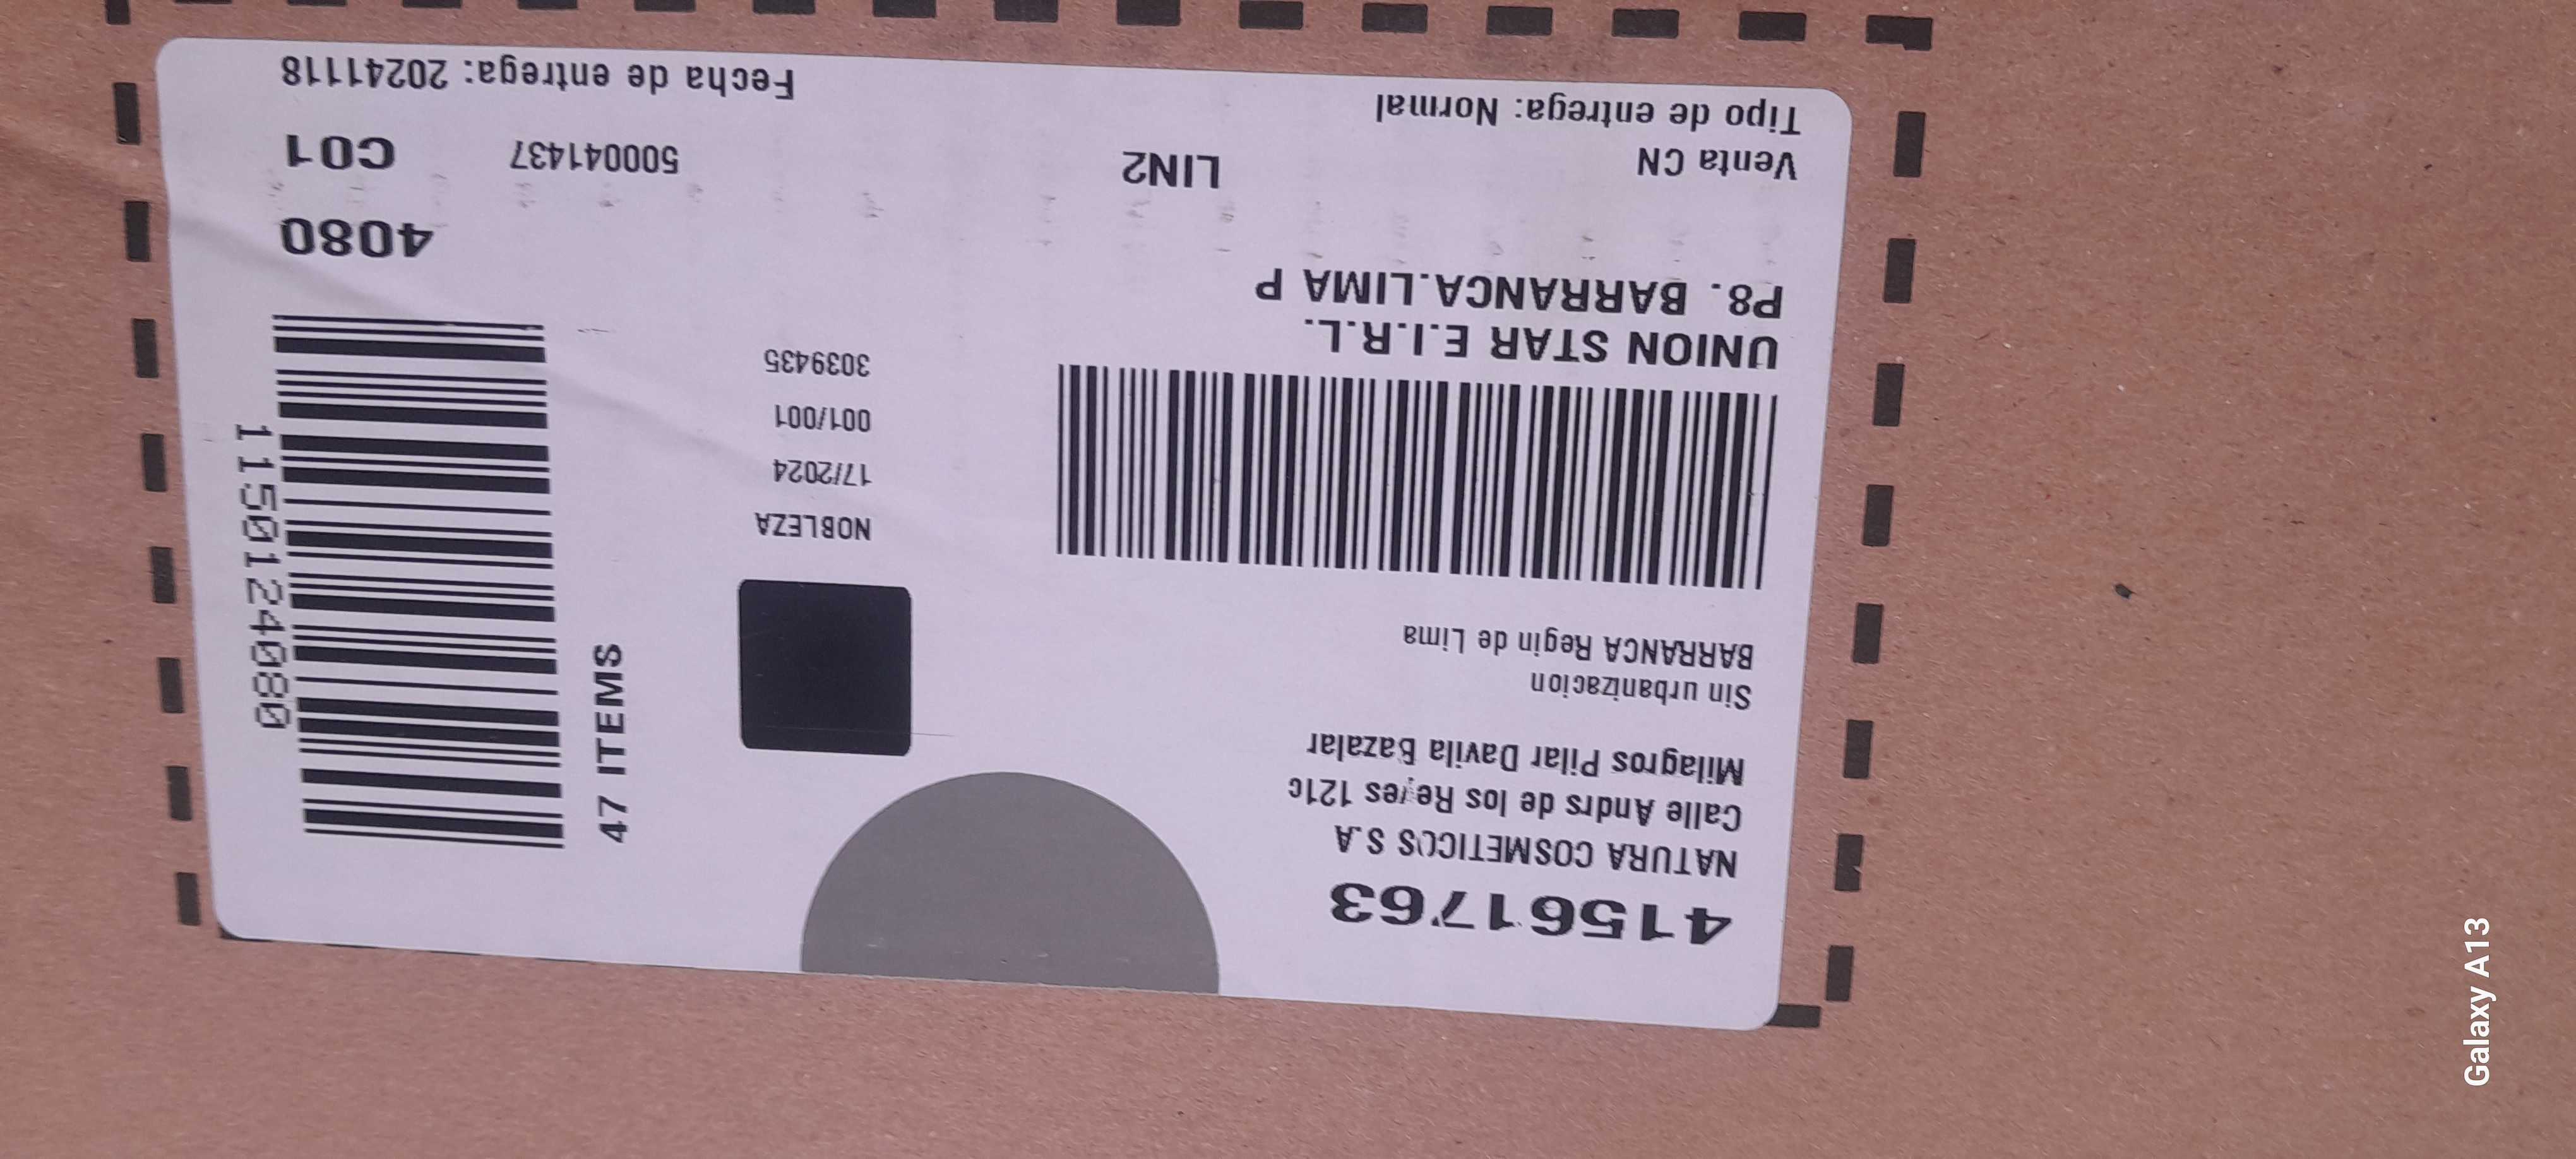 41561763
NATURA COSMETICOS S.A
Calle Andrs de los Reyes 121c
Milagros Pilar Davila Bazalar
Sin urbanizacion
BARRANCA Regin de Lima
UNION STAR E.I.R.L.
P8. BARRANCA.LIMA P
Venta CN
LIN2
Tipo de entrega: Normal
NOBLEZA
17/2024
001/001
3039435
47 ITEMS
1150124080
4080
500041437
C01
Fecha de entrega: 20241118
Galaxy A13